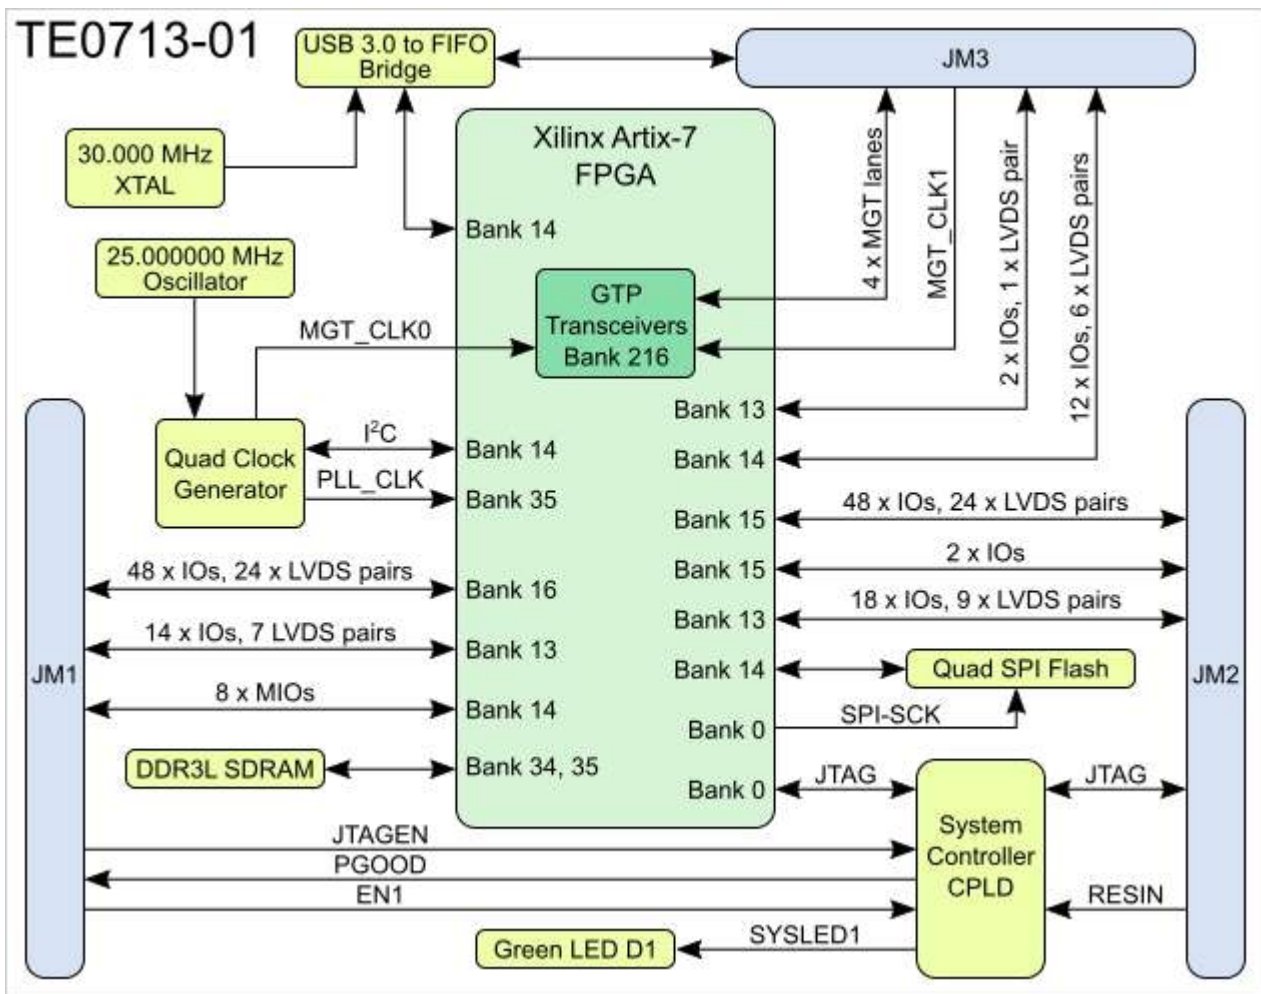 TE0713-01
USB 3.0 to FIFO
Bridge
JM3
30.000 MHz
XTAL
Xilinx Artix-7
FPGA
4 x MGT lanes
MGT_CLK1
2 x IOs, 1 x LVDS pair
12 x IOs, 6 x LVDS pairs
Bank 14
25.000000 MHz
Oscillator
GTP
Transceivers
Bank 216
MGT_CLK0
Bank 13
Quad Clock
Generator
I²C
Bank 14
Bank 14
PLL_CLK
Bank 35
Bank 15
48 x IOs, 24 x LVDS pairs
Bank 15
2 x IOs
48 x IOs, 24 x LVDS pairs
Bank 16
Bank 13
18 x IOs, 9 x LVDS pairs
14 x IOs, 7 LVDS pairs
Bank 13
Bank 14
Quad SPI Flash
JM1
JM2
8 x MIOs
Bank 14
Bank 0
SPI-SCK
DDR3L SDRAM
Bank 34, 35
Bank 0
JTAG
JTAG
System
Controller
CPLD
JTAGEN
PGOOD
EN1
RESIN
Green LED D1
SYSLED1